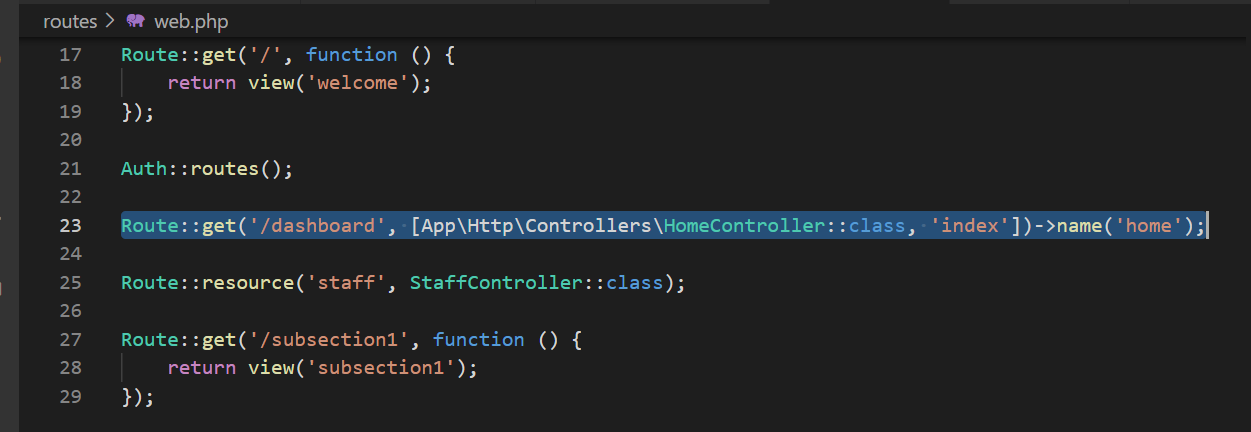 routes > web.php
17 Route::get('/', function () {
18     return view('welcome');
19 });
20
21 Auth::routes();
22
23 Route::get('/dashboard', [App\Http\Controllers\HomeController::class, 'index'])->name('home');
24
25 Route::resource('staff', StaffController::class);
26
27 Route::get('/subsection1', function () {
28     return view('subsection1');
29 });